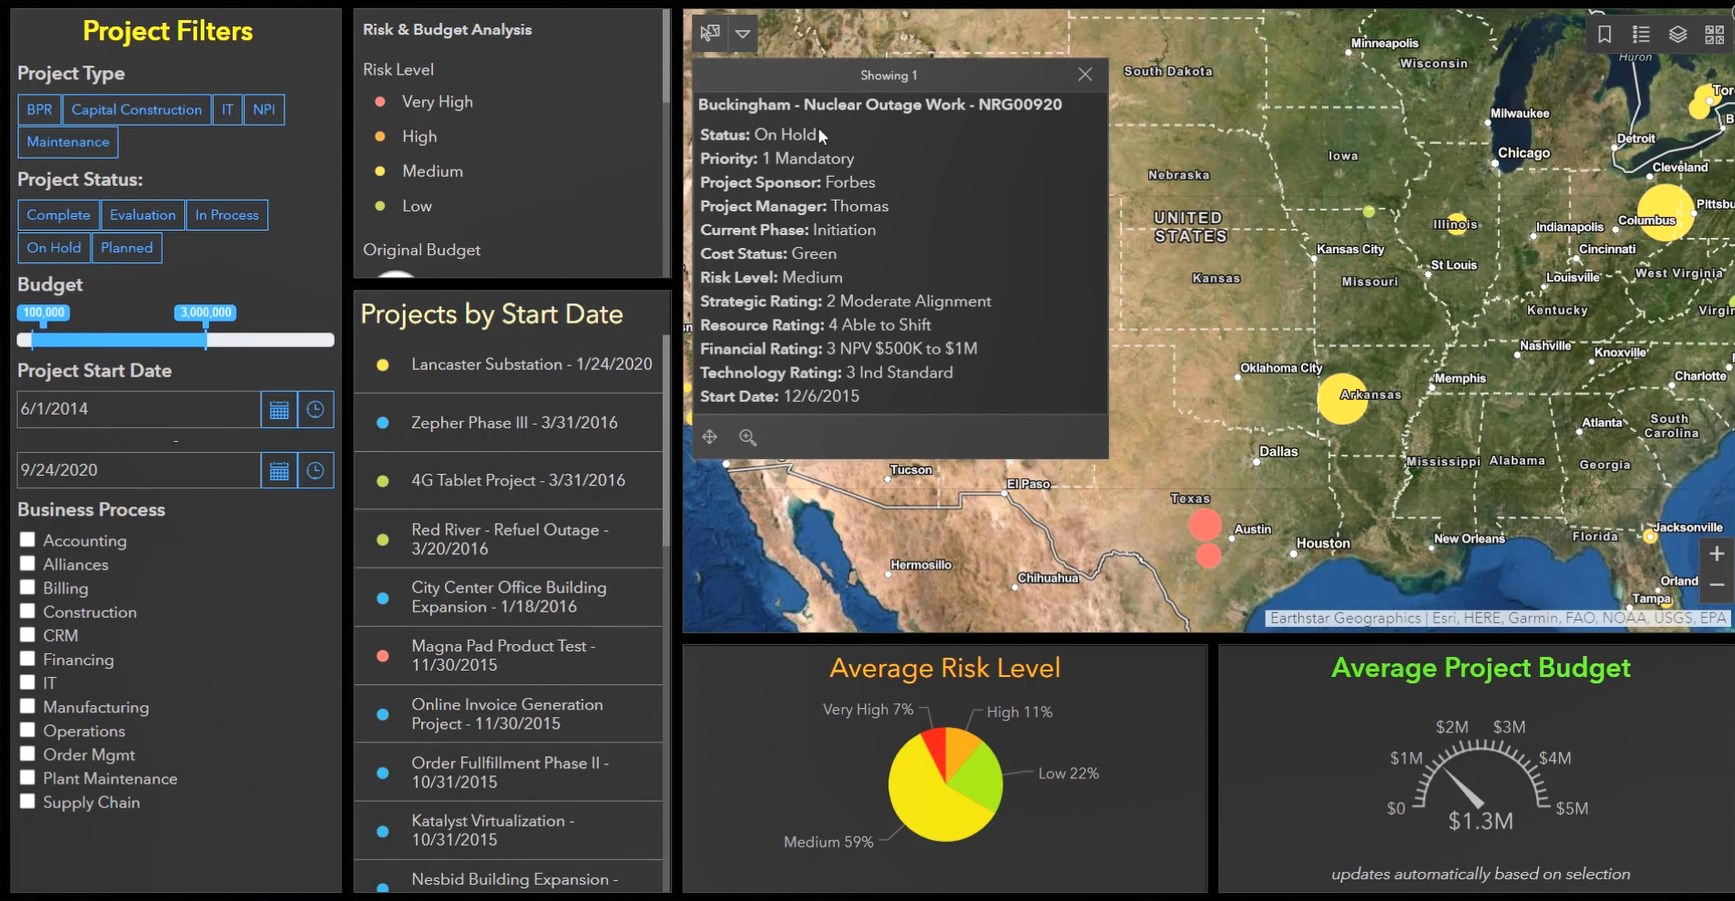 Project Filters
Project Type
BPR
Capital Construction
IT
NPI
Maintenance
Project Status:
Complete
Evaluation
In Process
On Hold
Planned
Budget
100,000
3,000,000
Project Start Date
6/1/2014
-
9/24/2020
Business Process
Accounting
Alliances
Billing
Construction
CRM
Financing
IT
Manufacturing
Operations
Order Mgmt
Plant Maintenance
Supply Chain
Risk & Budget Analysis
Risk Level
Very High
High
Medium
Low
Original Budget
Projects by Start Date
Lancaster Substation - 1/24/2020
Zepher Phase III - 3/31/2016
4G Tablet Project - 3/31/2016
Red River - Refuel Outage -
3/20/2016
City Center Office Building
Expansion - 1/18/2016
Magna Pad Product Test -
11/30/2015
Online Invoice Generation
Project - 11/30/2015
Order Fullfillment Phase II -
10/31/2015
Katalyst Virtualization -
10/31/2015
Nesbid Building Expansion -
Showing 1
Buckingham - Nuclear Outage Work - NRG00920
Status: On Hold
Priority: 1 Mandatory
Project Sponsor: Forbes
Project Manager: Thomas
Current Phase: Initiation
Cost Status: Green
Risk Level: Medium
Strategic Rating: 2 Moderate Alignment
Resource Rating: 4 Able to Shift
Financial Rating: 3 NPV $500K to $1M
Technology Rating: 3 Ind Standard
Start Date: 12/6/2015
Minneapolis
South Dakota
Wisconsin
Huron
Milwaukee
Detroit
Chicago
Iowa
Cleveland
Nebraska
UNITED
STATES
Illinois
Indianapolis
Columbus
Kansas City
Cincinnati
Kansas
Missouri
St Louis
Louisville
West Virginia
Kentucky
Nashville
Knoxville
Oklahoma City
Memphis
Charlotte
Arkansas
South
Carolina
Atlanta
Dallas
Mississippi
Alabama
Georgia
Tucson
El Paso
Texas
Austin
Jacksonville
Florida
Houston
New Orleans
Hermosillo
Chihuahua
Tampa
+
−
Earthstar Geographics | Esri, HERE, Garmin, FAO, NOAA, USGS, EPA
Average Risk Level
Very High 7%
High 11%
Low 22%
Medium 59%
Average Project Budget
$0
$1M
$2M
$3M
$4M
$5M
$1.3M
updates automatically based on selection